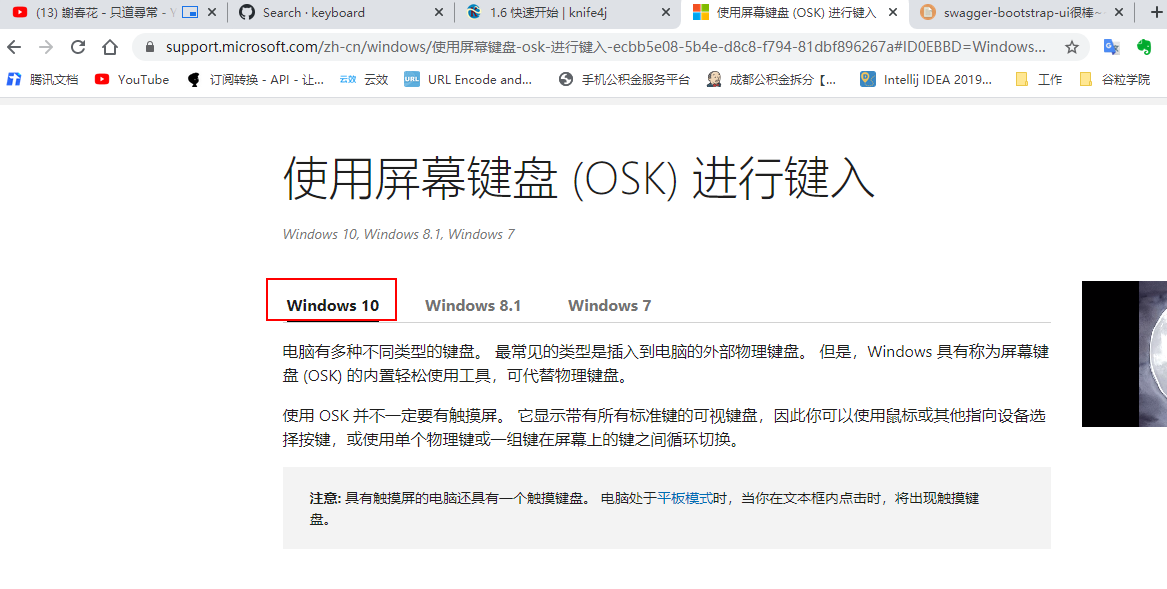 (13) 謝春花 - 只道尋常 - Y
Search · keyboard
1.6 快速开始 | knife4j
使用屏幕键盘 (OSK) 进行键入
swagger-bootstrap-ui很棒~
support.microsoft.com/zh-cn/windows/使用屏幕键盘-osk-进行键入-ecbb5e08-5b4e-d8c8-f794-81dbf896267a#ID0EBBD=Windows...
腾讯文档
YouTube
订阅转换 - API - 让...
云效 云效
URL URL Encode and...
手机公积金服务平台
成都公积金拆分【...
Intellij IDEA 2019...
工作
谷粒学院
使用屏幕键盘 (OSK) 进行键入
Windows 10, Windows 8.1, Windows 7
Windows 10 Windows 8.1 Windows 7
电脑有多种不同类型的键盘。 最常见的类型是插入到电脑的外部物理键盘。 但是，Windows 具有称为屏幕键
盘 (OSK) 的内置轻松使用工具，可代替物理键盘。
使用 OSK 并不一定要有触摸屏。 它显示带有所有标准键的可视键盘，因此你可以使用鼠标或其他指向设备选
择按键，或使用单个物理键或一组键在屏幕上的键之间循环切换。
注意: 具有触摸屏的电脑还具有一个触摸键盘。 电脑处于平板模式时，当你在文本框内点击时，将出现触摸键
盘。